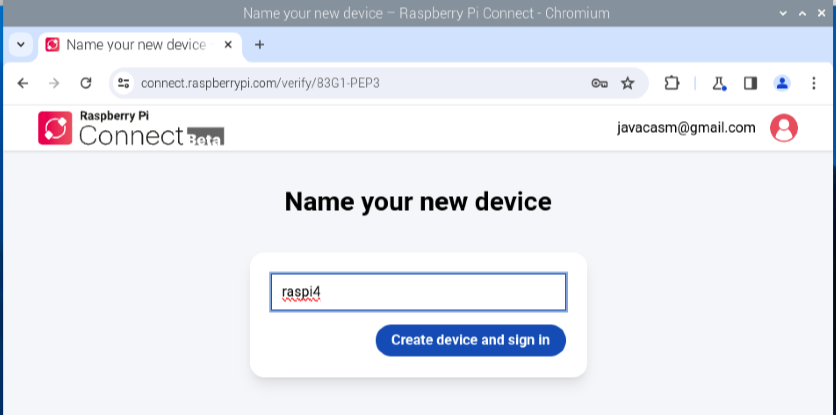 Name your new device – Raspberry Pi Connect - Chromium
Name your new device
connect.raspberrypi.com/verify/83G1-PEP3
Raspberry Pi
Connect Beta
javacasm@gmail.com
Name your new device
raspi4
Create device and sign in